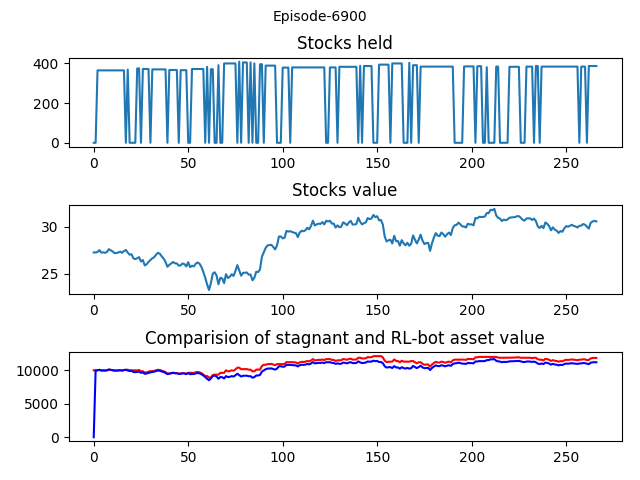 Episode-6900
Stocks held
400
200
0
0 50 100 150 200 250
Stocks value
30
25
0 50 100 150 200 250
Comparision of stagnant and RL-bot asset value
10000
5000
0
0 50 100 150 200 250